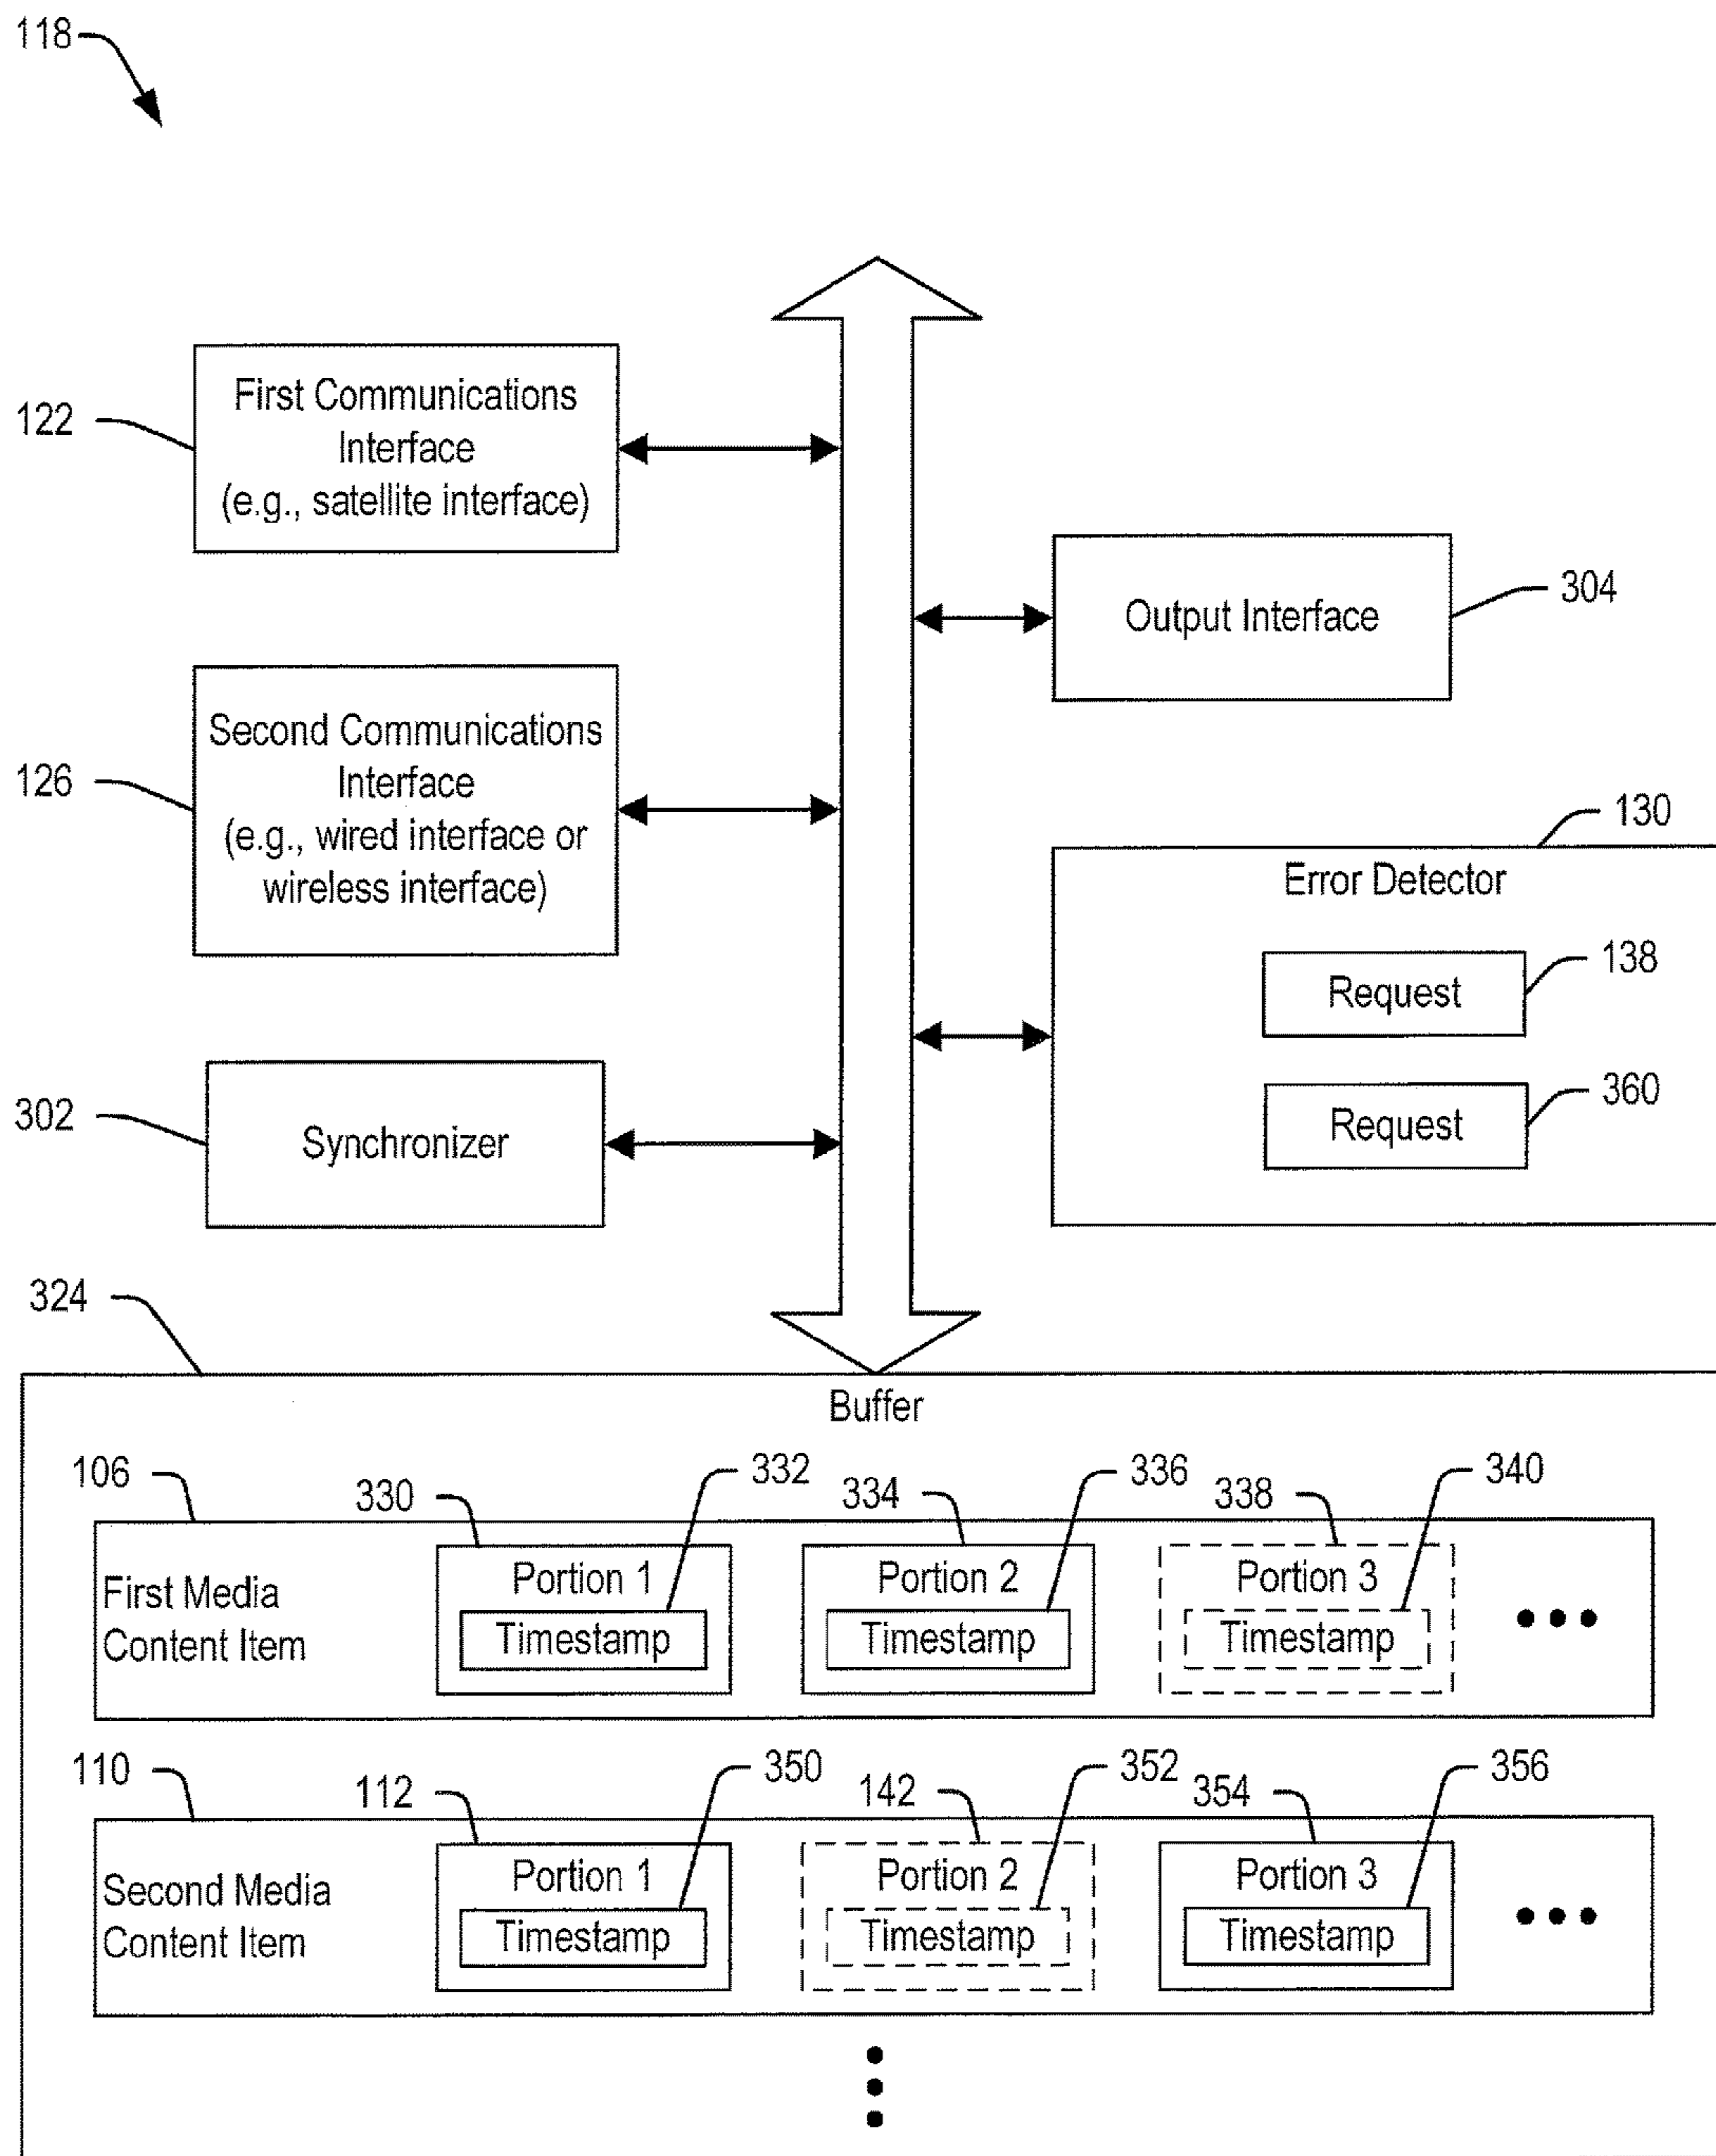 118
First Communications
Interface
(e.g., satellite interface)
122
Output Interface
304
Second Communications
Interface
(e.g., wired interface or
wireless interface)
126
130
Error Detector
Request
138
Request
360
302
Synchronizer
324
Buffer
106
330
332
334
336
338
340
First Media
Content Item
Portion 1
Timestamp
Portion 2
Timestamp
Portion 3
Timestamp
110
112
350
142
352
354
356
Second Media
Content Item
Portion 1
Timestamp
Portion 2
Timestamp
Portion 3
Timestamp